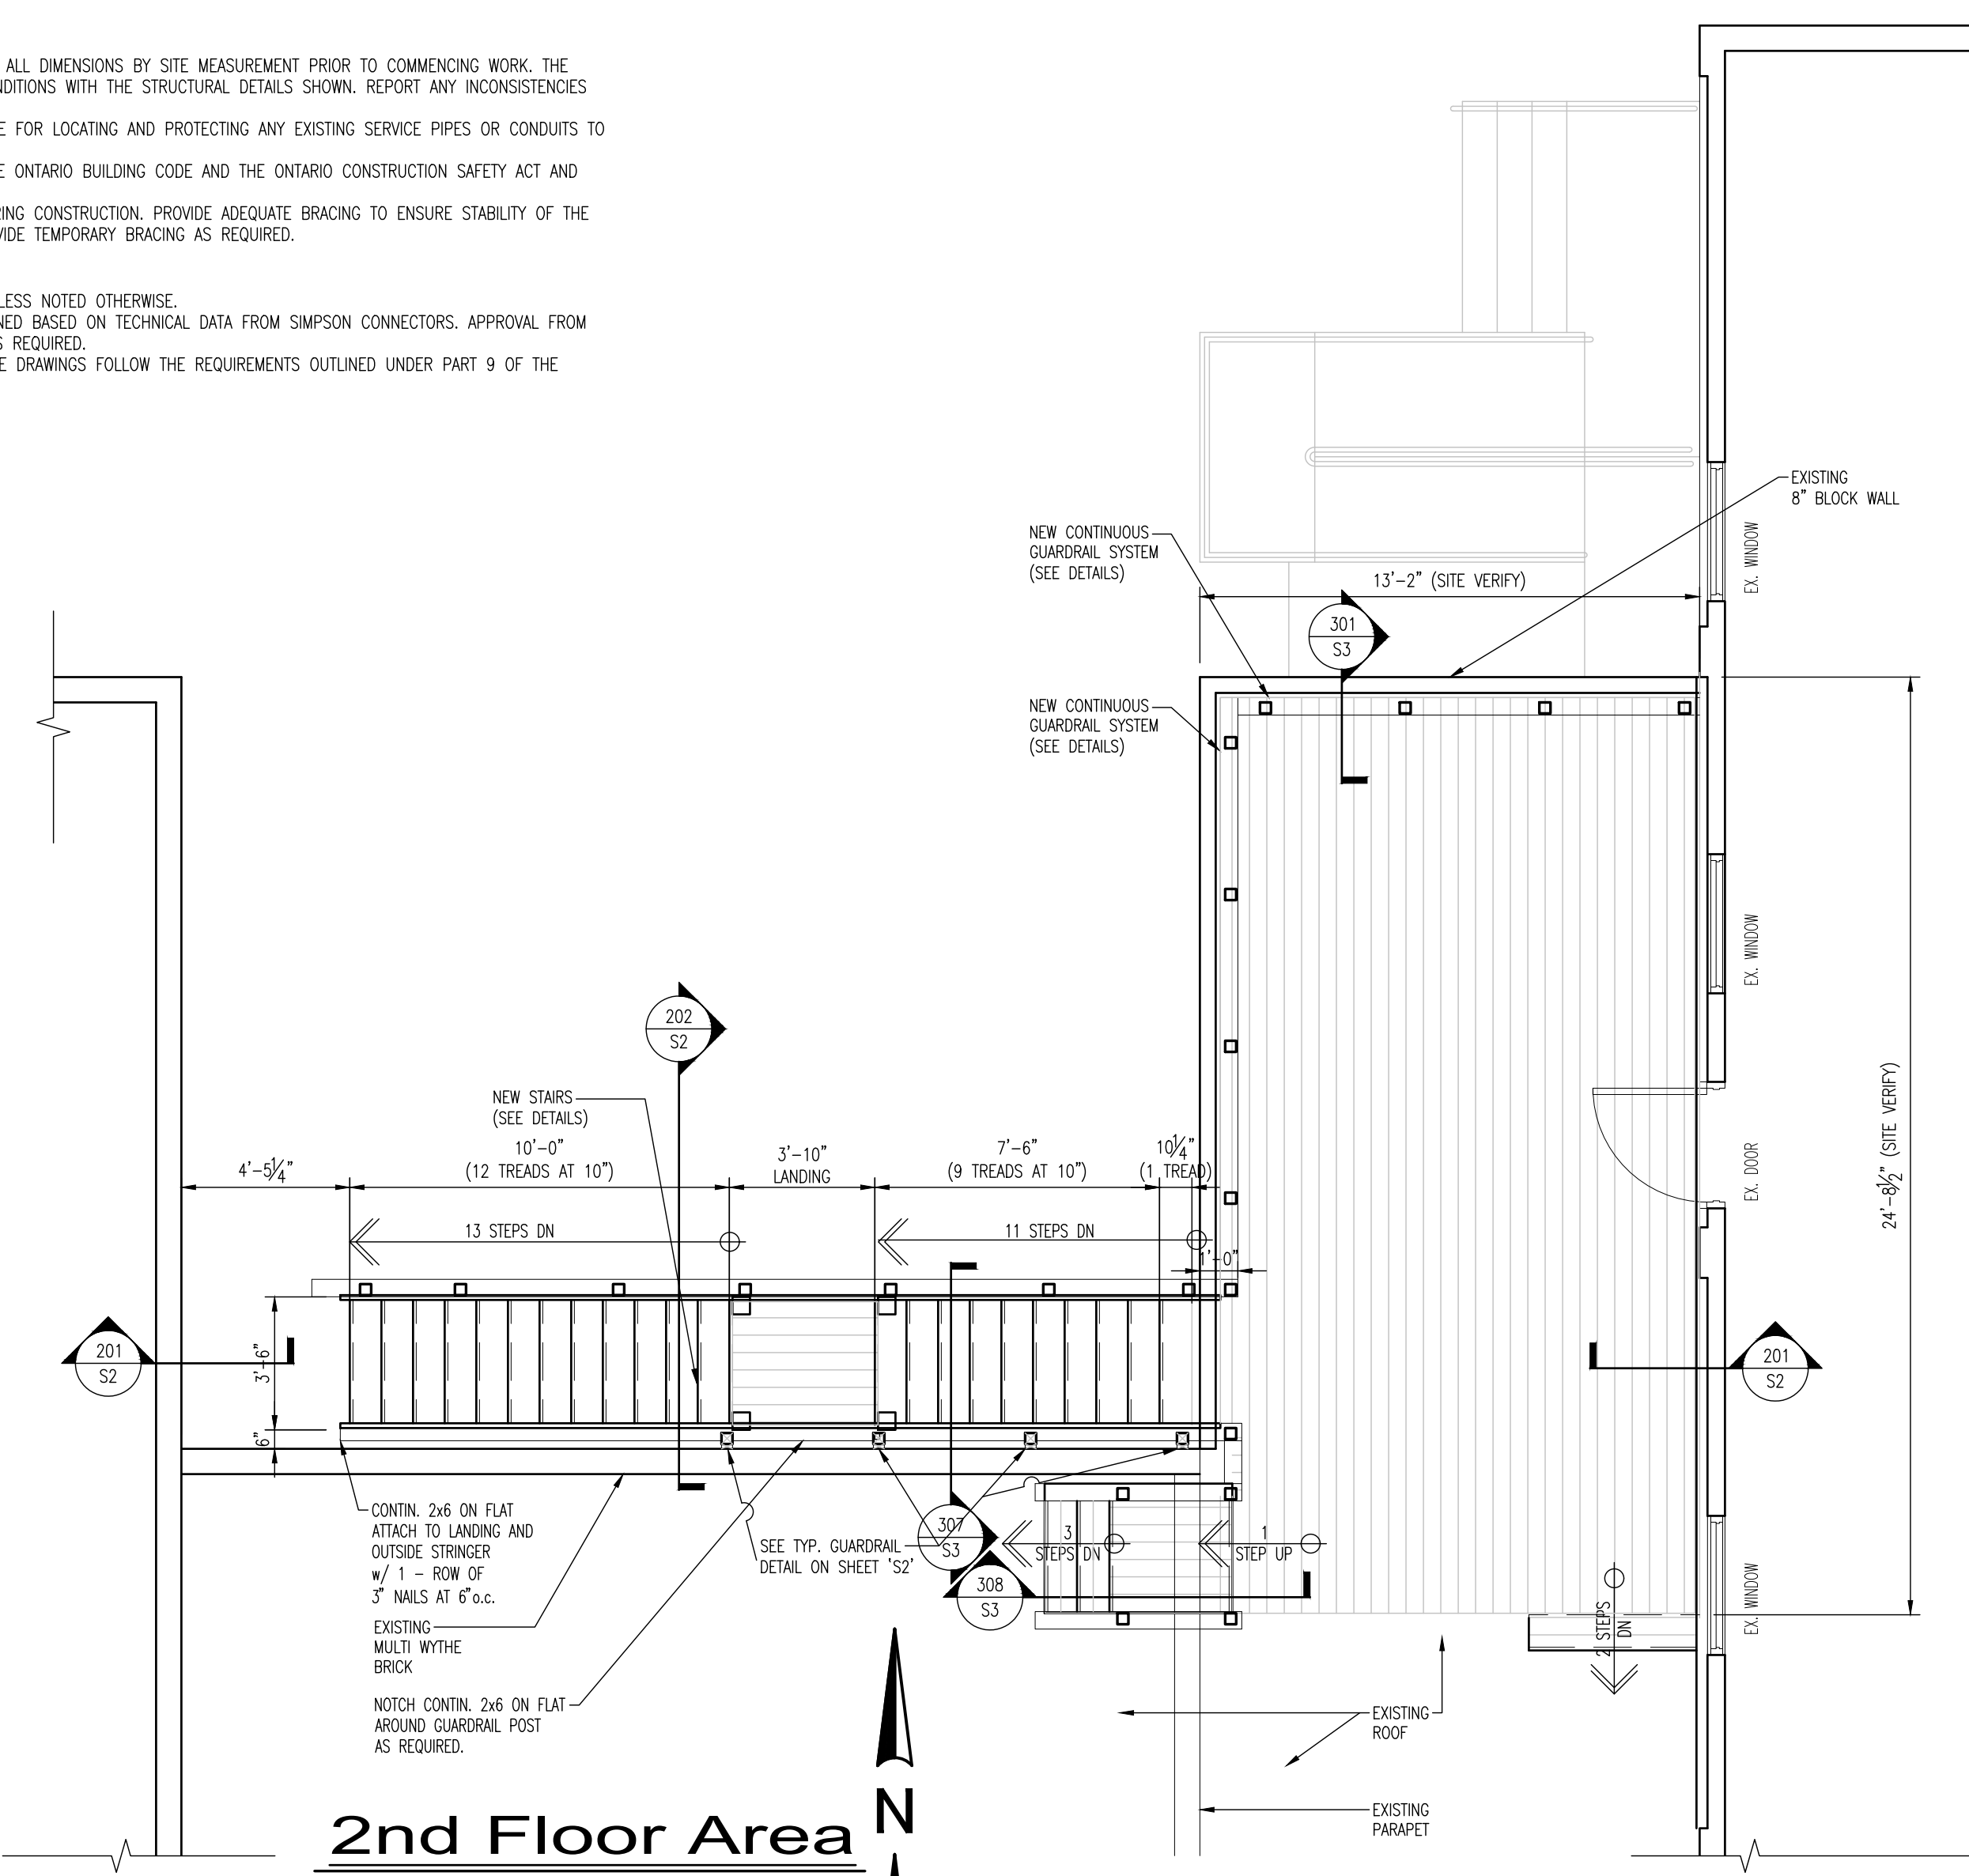 ALL DIMENSIONS BY SITE MEASUREMENT PRIOR TO COMMENCING WORK. THE
NDITIONS WITH THE STRUCTURAL DETAILS SHOWN. REPORT ANY INCONSISTENCIES
E FOR LOCATING AND PROTECTING ANY EXISTING SERVICE PIPES OR CONDUITS TO
E ONTARIO BUILDING CODE AND THE ONTARIO CONSTRUCTION SAFETY ACT AND
RING CONSTRUCTION. PROVIDE ADEQUATE BRACING TO ENSURE STABILITY OF THE
VIDE TEMPORARY BRACING AS REQUIRED.
LESS NOTED OTHERWISE.
NED BASED ON TECHNICAL DATA FROM SIMPSON CONNECTORS. APPROVAL FROM
S REQUIRED.
E DRAWINGS FOLLOW THE REQUIREMENTS OUTLINED UNDER PART 9 OF THE
EXISTING
8" BLOCK WALL
EX. WINDOW
NEW CONTINUOUS
GUARDRAIL SYSTEM
(SEE DETAILS)
13'-2" (SITE VERIFY)
301
S3
NEW CONTINUOUS
GUARDRAIL SYSTEM
(SEE DETAILS)
EX. WINDOW
202
S2
NEW STAIRS
(SEE DETAILS)
24'-8½" (SITE VERIFY)
EX. DOOR
4'-5¼"
10'-0"
(12 TREADS AT 10")
3'-10"
LANDING
7'-6"
(9 TREADS AT 10")
10¼"
(1 TREAD)
13 STEPS DN
11 STEPS DN
1'-0"
201
S2
3'-6"
6"
201
S2
CONTIN. 2x6 ON FLAT
ATTACH TO LANDING AND
OUTSIDE STRINGER
w/ 1 - ROW OF
3" NAILS AT 6"o.c.
SEE TYP. GUARDRAIL
DETAIL ON SHEET 'S2'
307
S3
3
STEPS DN
1
STEP UP
308
S3
2 STEPS
DN
EX. WINDOW
EXISTING
MULTI WYTHE
BRICK
NOTCH CONTIN. 2x6 ON FLAT
AROUND GUARDRAIL POST
AS REQUIRED.
EXISTING
ROOF
EXISTING
PARAPET
N
2nd Floor Area